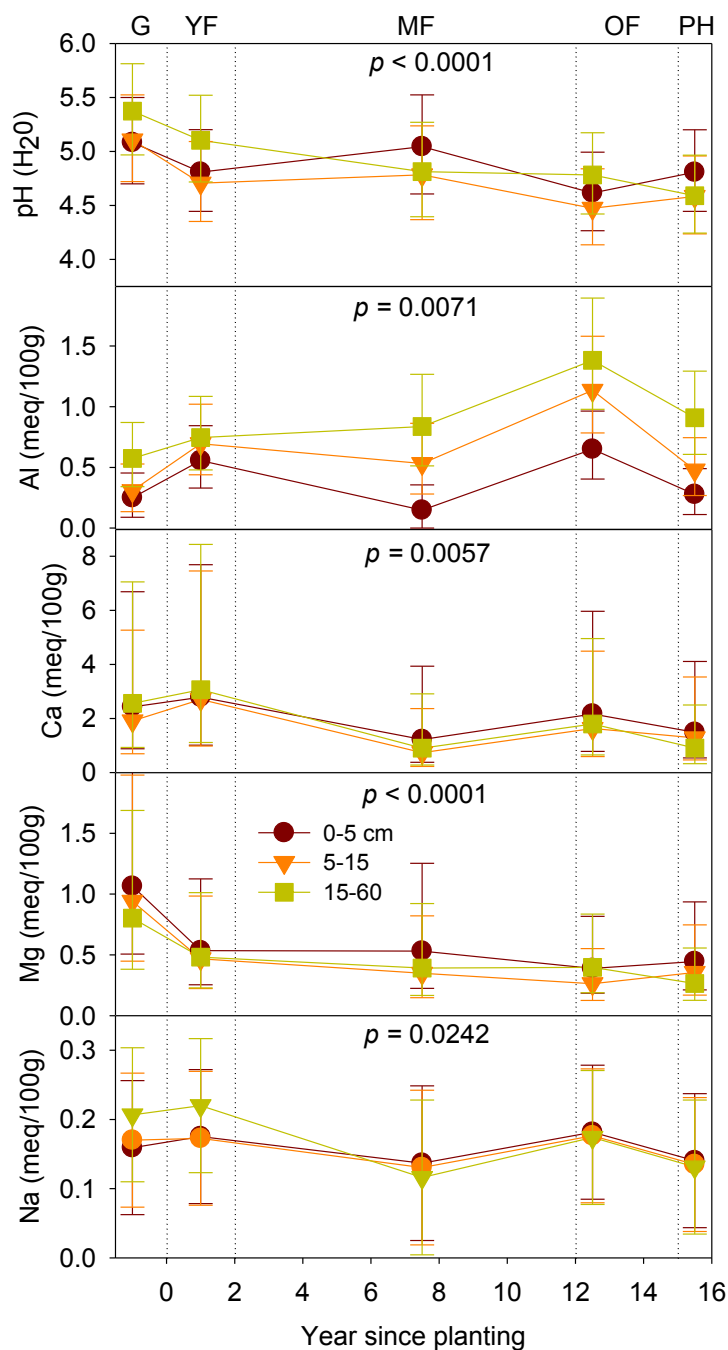 G YF MF OF PH
6.0
5.5
5.0
4.5
4.0
pH (H20)
p < 0.0001
1.5
1.0
0.5
0.0
Al (meq/100g)
p = 0.0071
8
6
4
2
0
Ca (meq/100g)
p = 0.0057
1.5
1.0
0.5
0.0
Mg (meq/100g)
p < 0.0001
0-5 cm
5-15
15-60
0.3
0.2
0.1
0.0
Na (meq/100g)
p = 0.0242
0 2 4 6 8 10 12 14 16
Year since planting